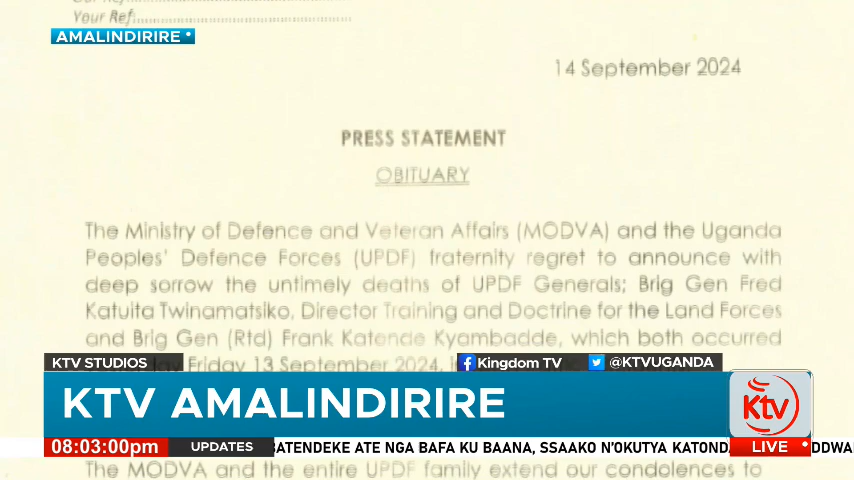 Your Ref:
AMALINDIRIRE
14 September 2024
PRESS STATEMENT
OBITUARY
The Ministry of Defence and Veteran Affairs (MODVA) and the Uganda
Peoples' Defence Forces (UPDF) fraternity regret to announce with
deep sorrow the untimely deaths of UPDF Generals; Brig Gen Fred
Katuita Twinamatsiko, Director Training and Doctrine for the Land Forces
and Brig Gen (Rtd) Frank Katende Kyambadde, which both occurred
Friday 13 September 2024,
KTV STUDIOS
Kingdom TV
@KTVUGANDA
KTV AMALINDIRIRE
Ktv
08:03:00pm
UPDATES
BATENDEKE ATE NGA BAFA KU BAANA, SSAAKO N'OKUTYA KATOND
LIVE
DDWA
The MODVA and the entire UPDF family extend our condolences to